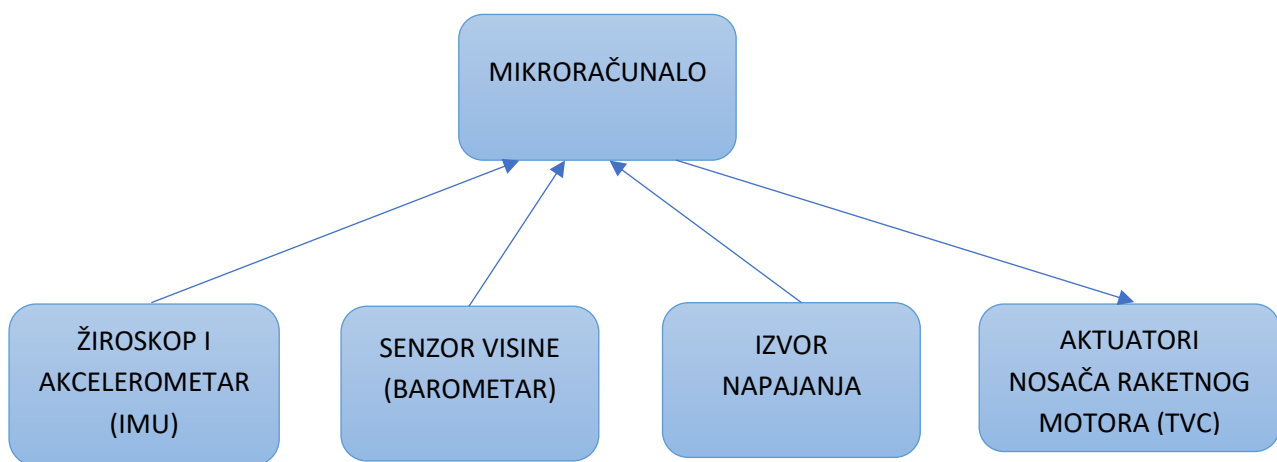 MIKRORAČUNALO
ŽIROSKOP I
AKCELEROMETAR
(IMU)
SENZOR VISINE
(BAROMETAR)
IZVOR
NAPAJANJA
AKTUATORI
NOSAČA RAKETNOG
MOTORA (TVC)